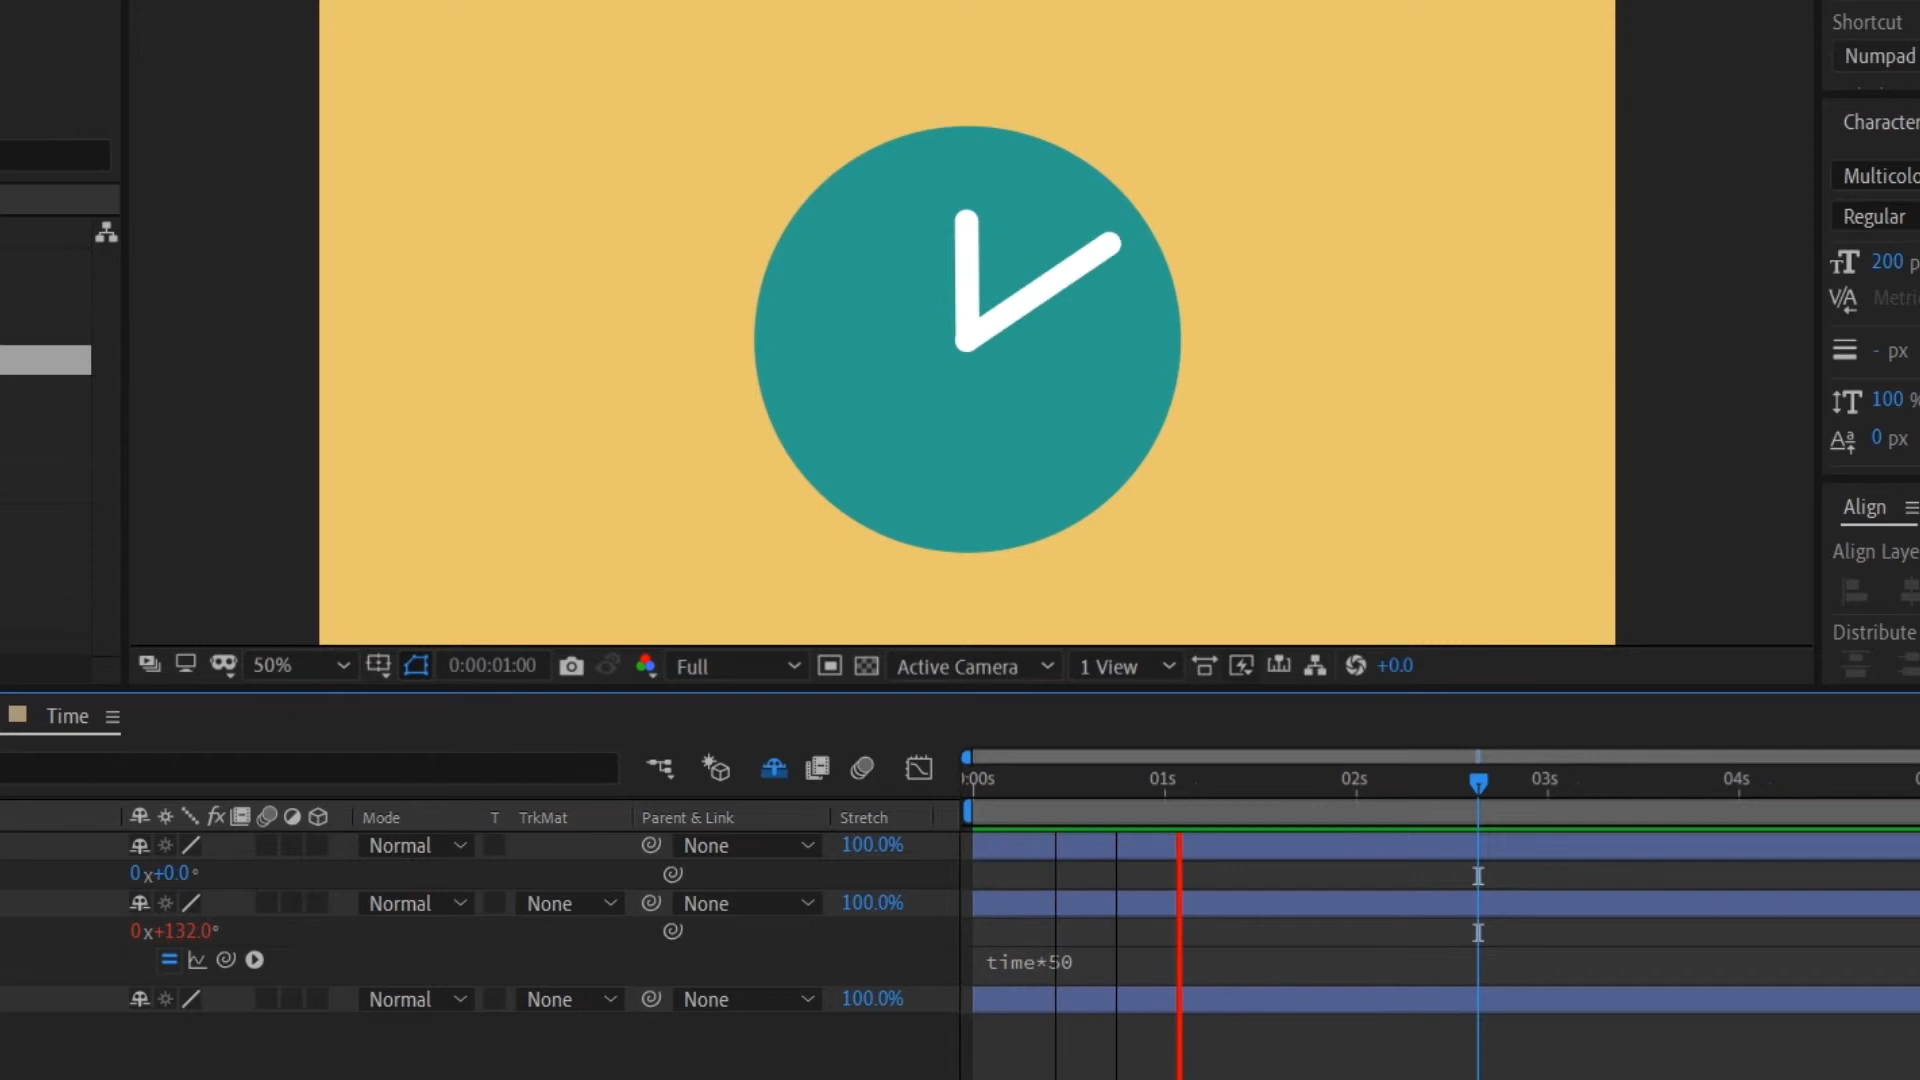 Shortcut
Numpad
Character
Multicolo
Regular
200 p
Metri
- px
100 %
0 px
Align
Align Laye
Distribute
50%
0:00:01:00
Full
Active Camera
1 View
+0.0
Time
):00s 01s 02s 03s 04s
fx Mode T TrkMat Parent & Link Stretch
Normal None 100.0%
0x+0.0°
Normal None None 100.0%
0x+132.0°
time*50
Normal None None 100.0%